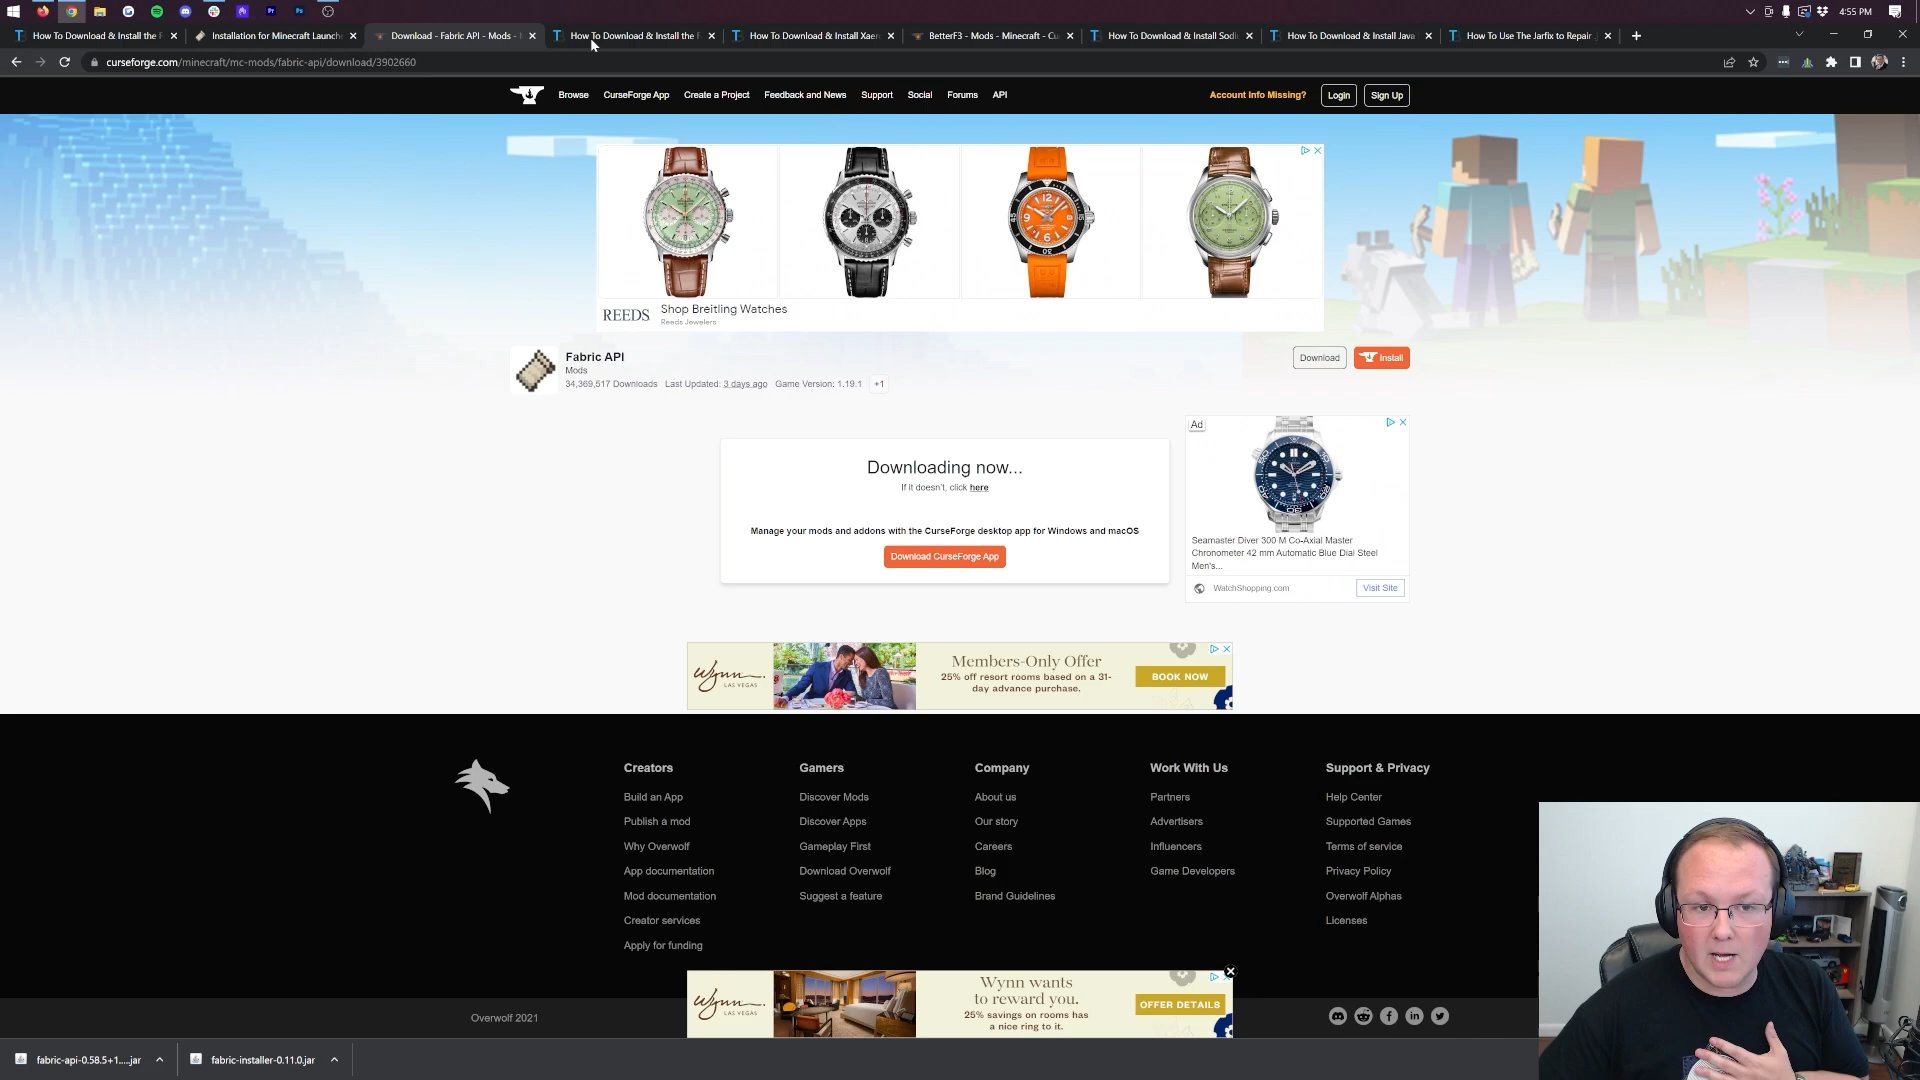 4:55 PM
How To Download & Install the F
Installation for Minecraft Launche
Download - Fabric API - Mods -
How To Download & Install the F
How To Download & Install Xaero
BetterF3 - Mods - Minecraft - Cu
How To Download & Install Sodiu
How To Download & Install Java
How To Use The Jarfix to Repair
curseforge.com/minecraft/mc-mods/fabric-api/download/3902660
Browse
CurseForge App
Create a Project
Feedback and News
Support
Social
Forums
API
Account Info Missing?
Login
Sign Up
REEDS
Shop Breitling Watches
Reeds Jewelers
Fabric API
Mods
34,369,517 Downloads Last Updated: 3 days ago Game Version: 1.19.1 +1
Download
Install
Downloading now...
If it doesn't, click here
Manage your mods and addons with the CurseForge desktop app for Windows and macOS
Download CurseForge App
Ad
Seamaster Diver 300 M Co-Axial Master
Chronometer 42 mm Automatic Blue Dial Steel
Men's...
WatchShopping.com
Visit Site
Wynn
LAS VEGAS
Members-Only Offer
25% off resort rooms based on a 31-
day advance purchase.
BOOK NOW
Creators
Build an App
Publish a mod
Why Overwolf
App documentation
Mod documentation
Creator services
Apply for funding
Gamers
Discover Mods
Discover Apps
Gameplay First
Download Overwolf
Suggest a feature
Company
About us
Our story
Careers
Blog
Brand Guidelines
Work With Us
Partners
Advertisers
Influencers
Game Developers
Support & Privacy
Help Center
Supported Games
Terms of service
Privacy Policy
Overwolf Alphas
Licenses
Wynn
LAS VEGAS
Wynn wants
to reward you.
25% savings on rooms has
a nice ring to it.
OFFER DETAILS
Overwolf 2021
fabric-api-0.58.5+1....jar
fabric-installer-0.11.0.jar